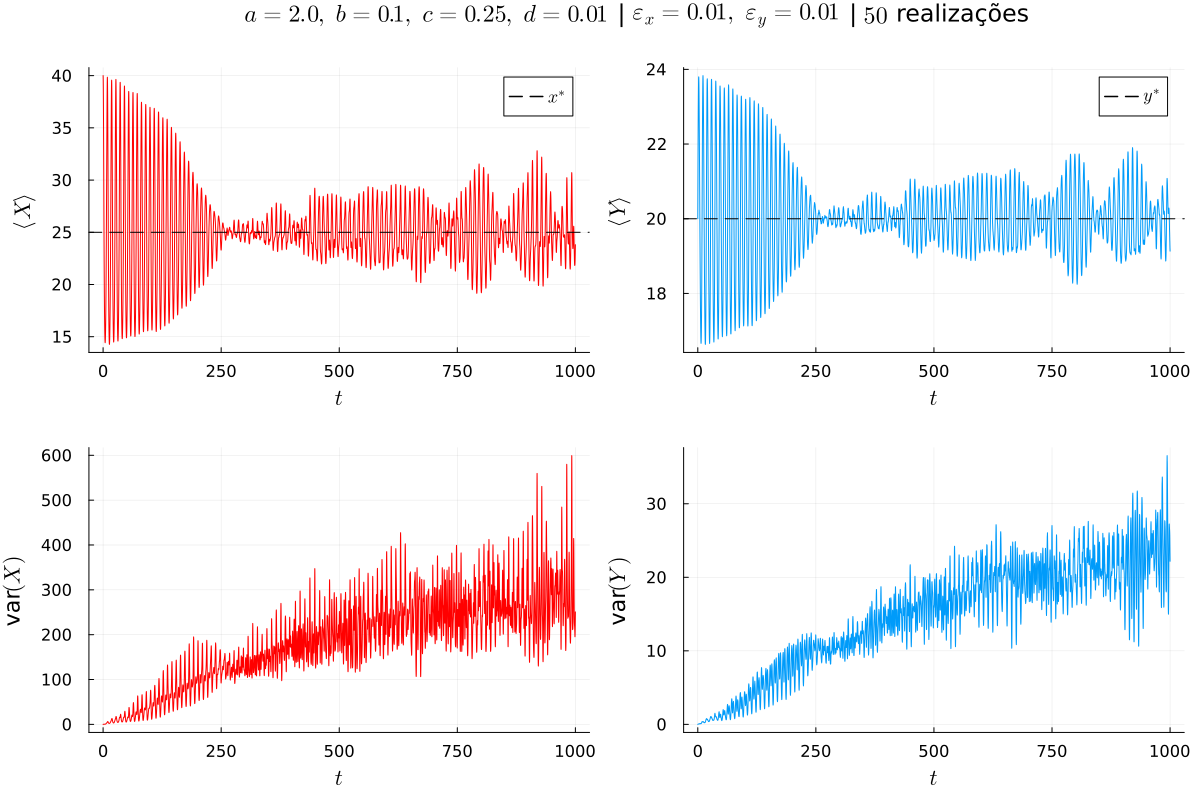 a = 2.0, b = 0.1, c = 0.25, d = 0.01 | ε_x = 0.01, ε_y = 0.01 | 50 realizações
40
35
30
25
20
15
⟨X⟩
x*
0 250 500 750 1000
t
24
22
20
18
⟨Y⟩
y*
0 250 500 750 1000
t
600
500
400
300
200
100
0
var(X)
0 250 500 750 1000
t
30
20
10
0
var(Y)
0 250 500 750 1000
t